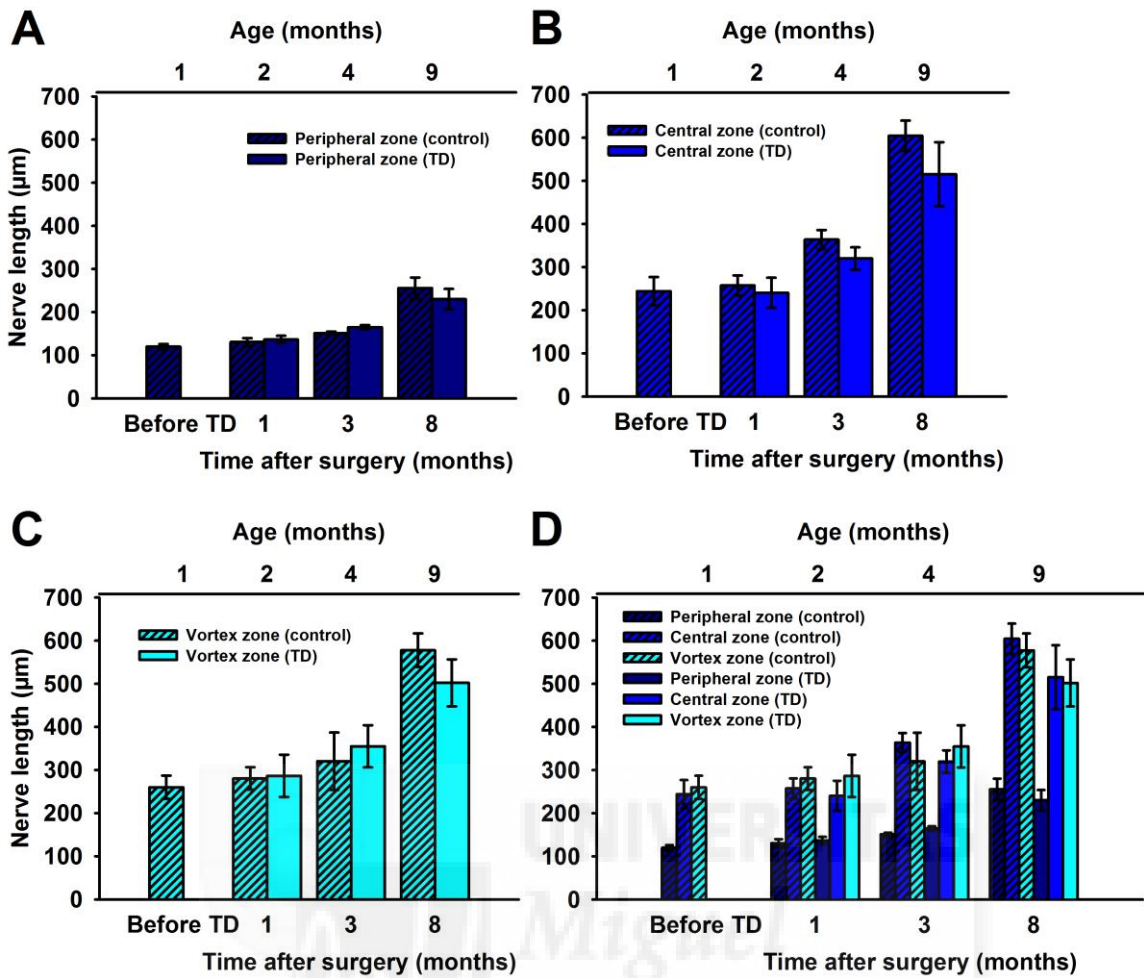 A
Age (months)
1 2 4 9
700
600
500
400
300
200
100
0
Nerve length (µm)
Peripheral zone (control)
Peripheral zone (TD)
Before TD 1 3 8
Time after surgery (months)
B
Age (months)
1 2 4 9
700
600
500
400
300
200
100
0
Central zone (control)
Central zone (TD)
Before TD 1 3 8
Time after surgery (months)
C
Age (months)
1 2 4 9
700
600
500
400
300
200
100
0
Nerve length (µm)
Vortex zone (control)
Vortex zone (TD)
Before TD 1 3 8
Time after surgery (months)
D
Age (months)
1 2 4 9
700
600
500
400
300
200
100
0
Peripheral zone (control)
Central zone (control)
Vortex zone (control)
Peripheral zone (TD)
Central zone (TD)
Vortex zone (TD)
Before TD 1 3 8
Time after surgery (months)
Miguel